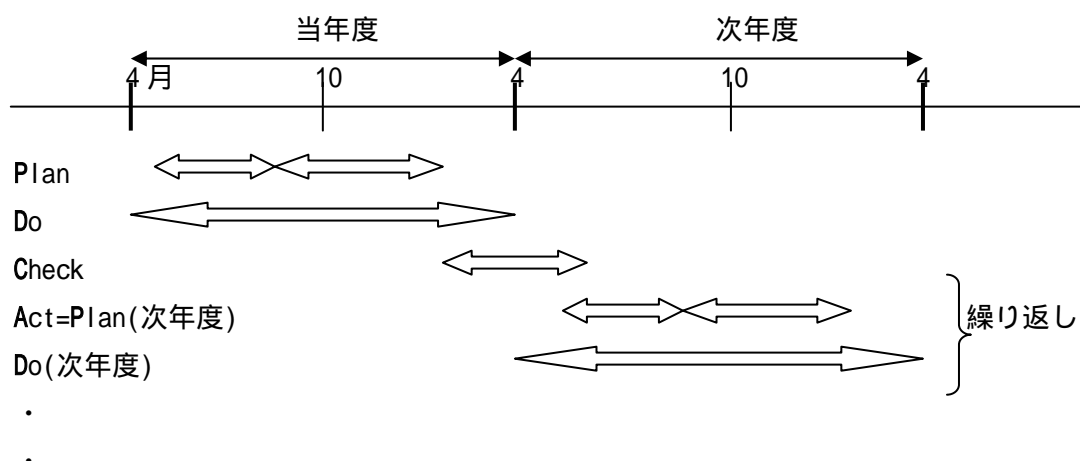 当年度 次年度
4月 10 4 10 4
Plan
Do
Check
Act=Plan(次年度)
繰り返し
Do(次年度)
・
・